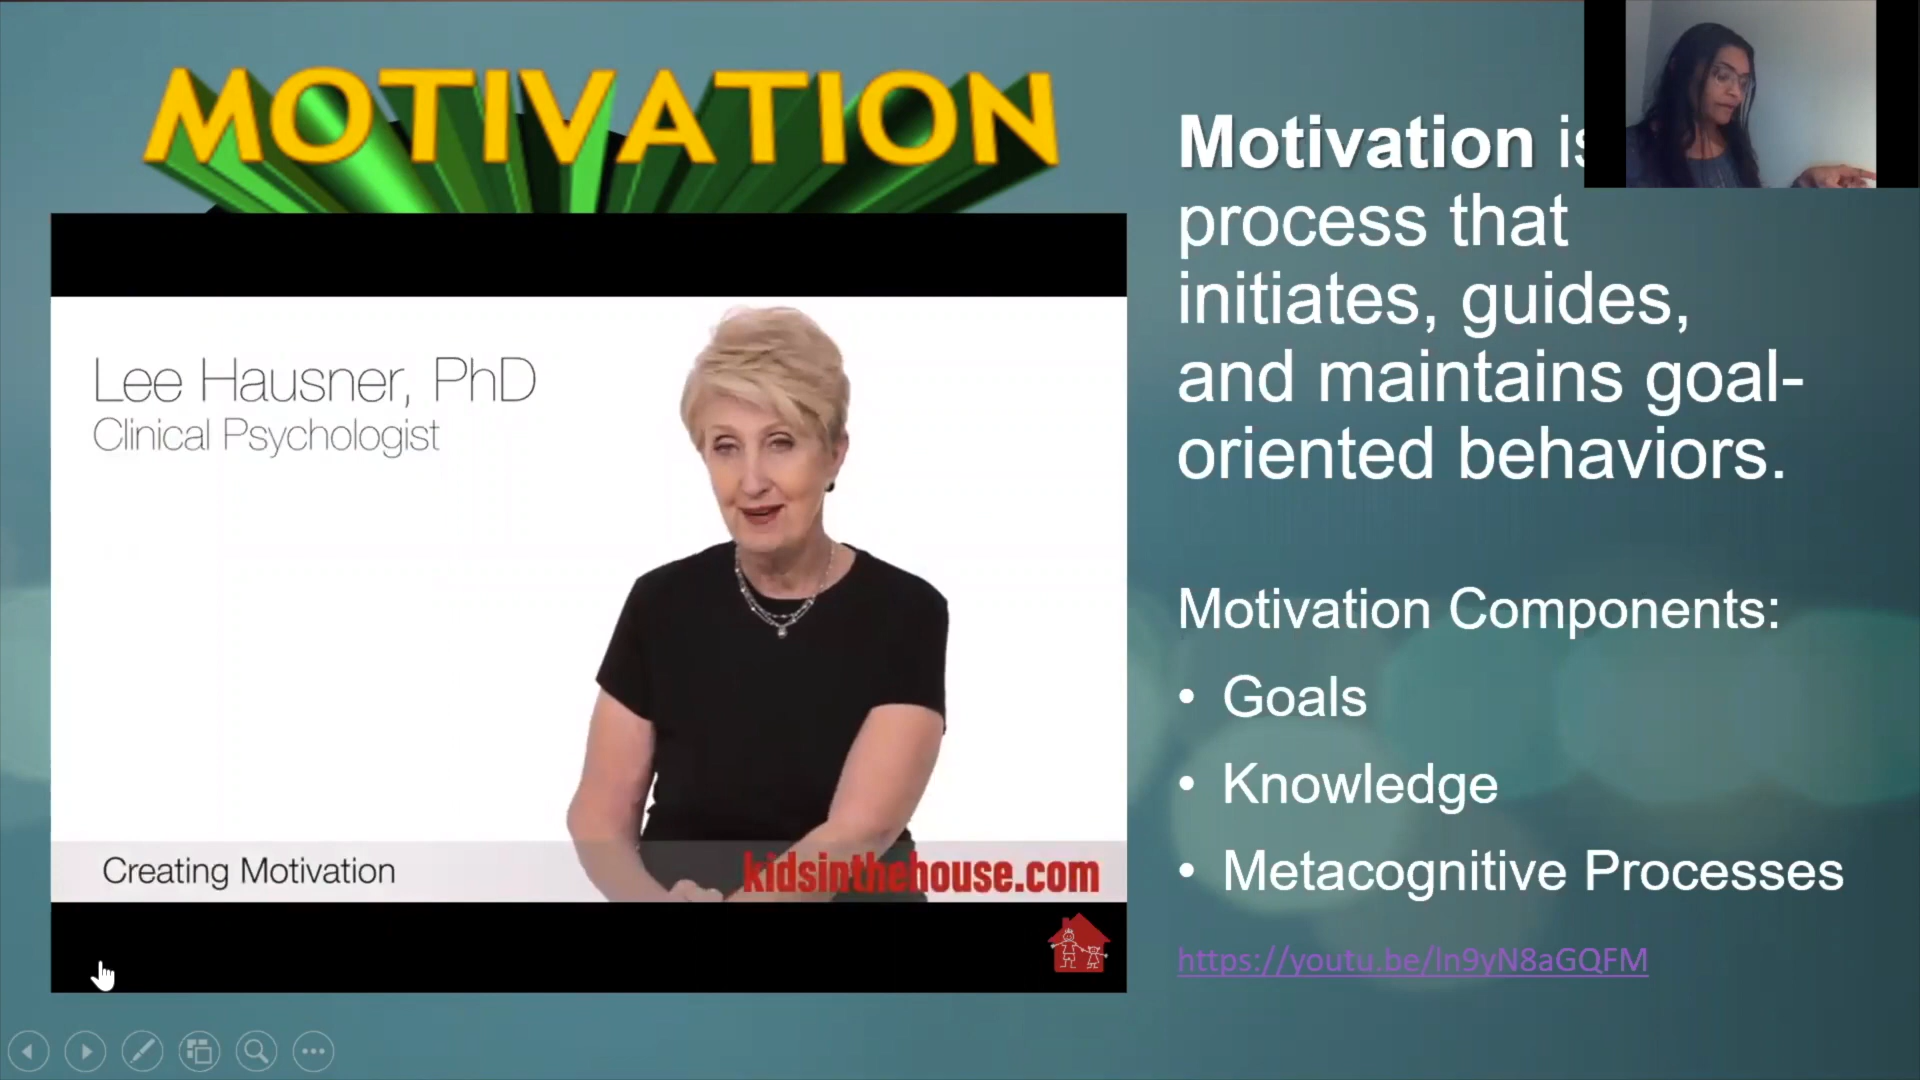 MOTIVATION
Lee Hausner, PhD
Clinical Psychologist
Creating Motivation
kidsinthehouse.com
Motivation is
process that
initiates, guides,
and maintains goal-
oriented behaviors.
Motivation Components:
• Goals
• Knowledge
• Metacognitive Processes
https://youtu.be/ln9yN8aGQFM